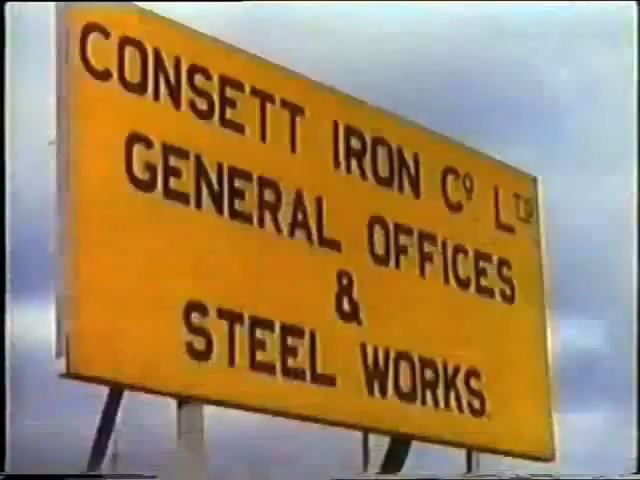 CONSETT IRON Cº LTD
GENERAL OFFICES
&
STEEL WORKS